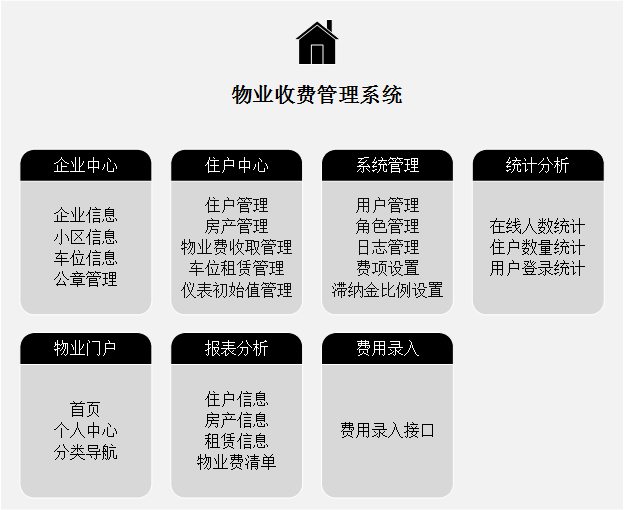 物业收费管理系统
企业中心
企业信息
小区信息
车位信息
公章管理
住户中心
住户管理
房产管理
物业费收取管理
车位租赁管理
仪表初始值管理
系统管理
用户管理
角色管理
日志管理
费项设置
滞纳金比例设置
统计分析
在线人数统计
住户数量统计
用户登录统计
物业门户
首页
个人中心
分类导航
报表分析
住户信息
房产信息
租赁信息
物业费清单
费用录入
费用录入接口